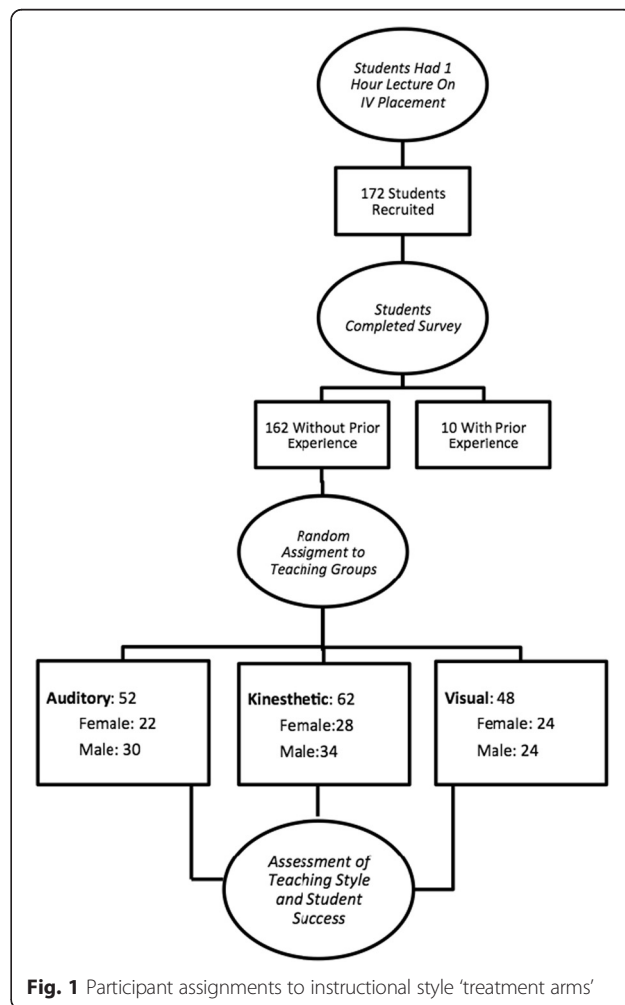 Students Had 1
Hour Lecture On
IV Placement
172 Students
Recruited
Students
Completed Survey
162 Without Prior
Experience
10 With Prior
Experience
Random
Assigment to
Teaching Groups
Auditory: 52
Female: 22
Male: 30
Kinesthetic: 62
Female:28
Male:34
Visual: 48
Female: 24
Male: 24
Assessment of
Teaching Style
and Student
Success
Fig. 1 Participant assignments to instructional style ‘treatment arms’